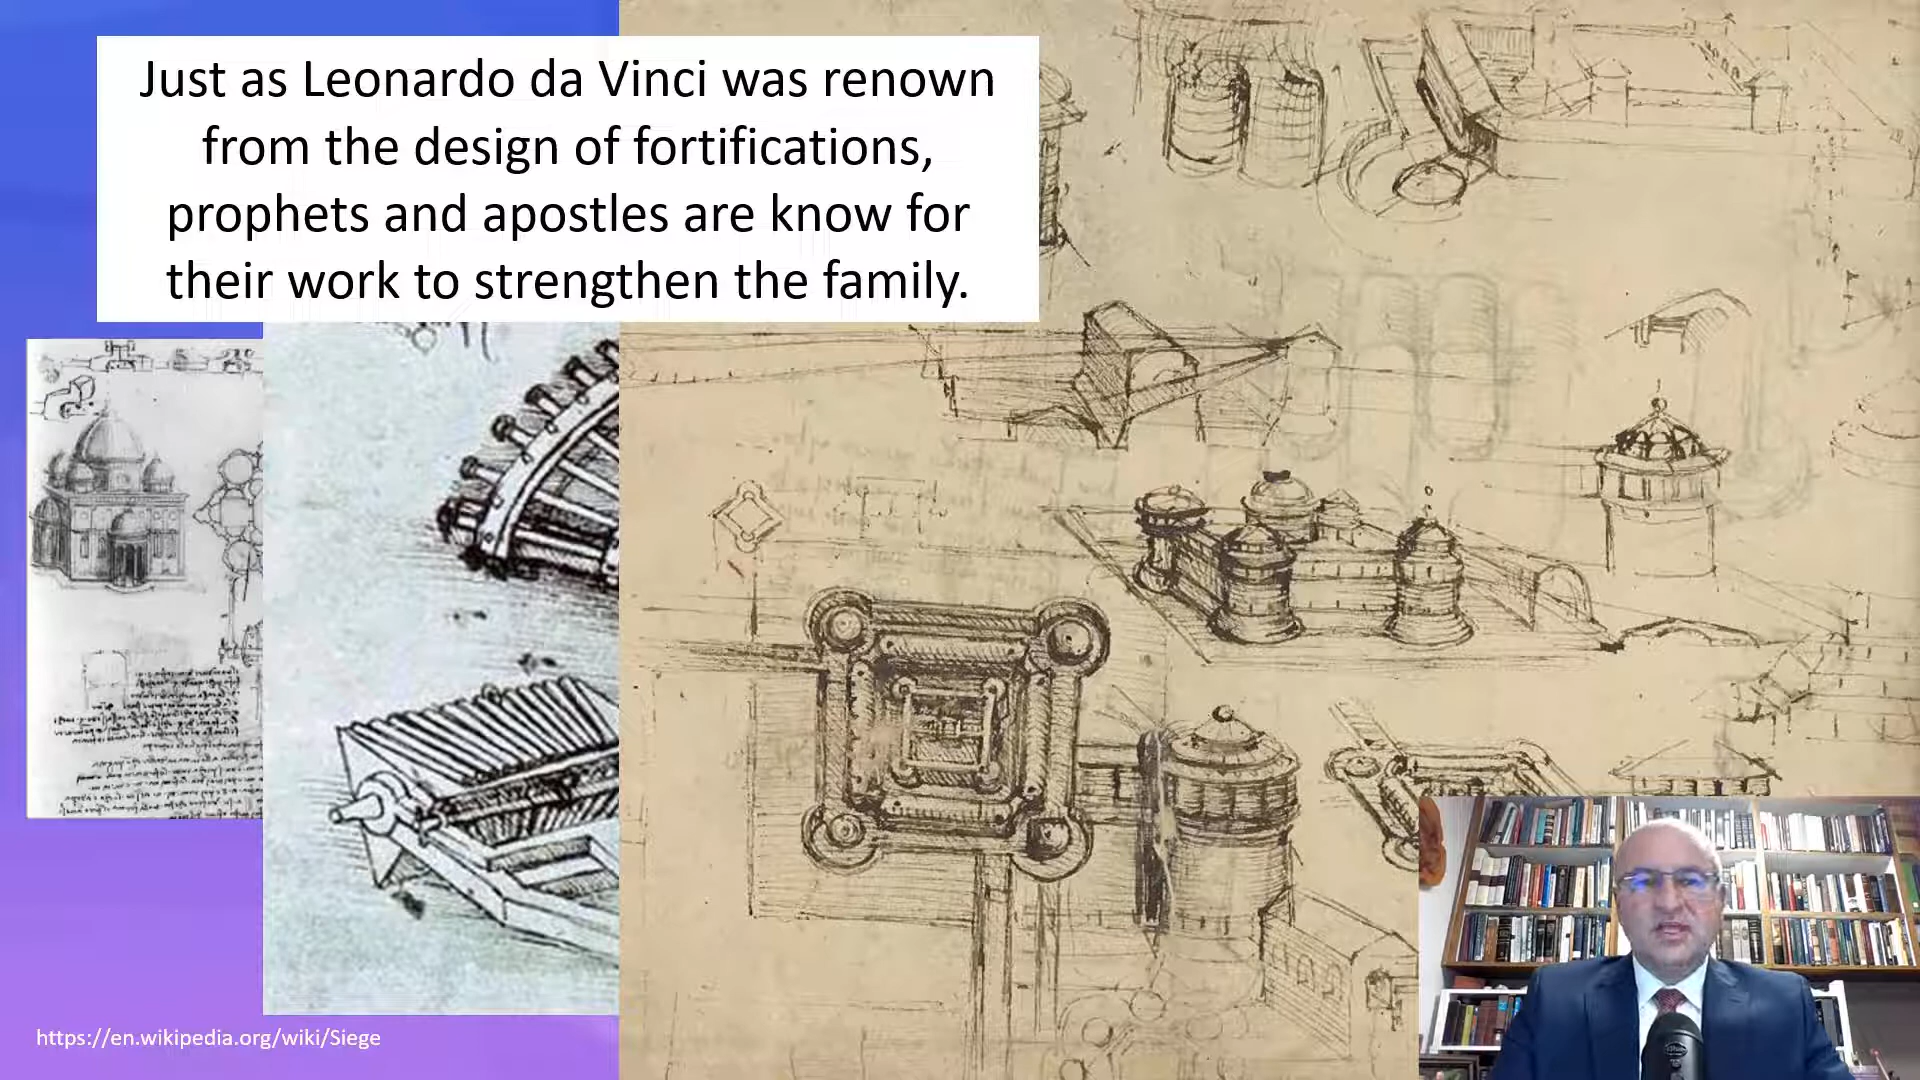 Just as Leonardo da Vinci was renown
from the design of fortifications,
prophets and apostles are know for
their work to strengthen the family.
https://en.wikipedia.org/wiki/Siege